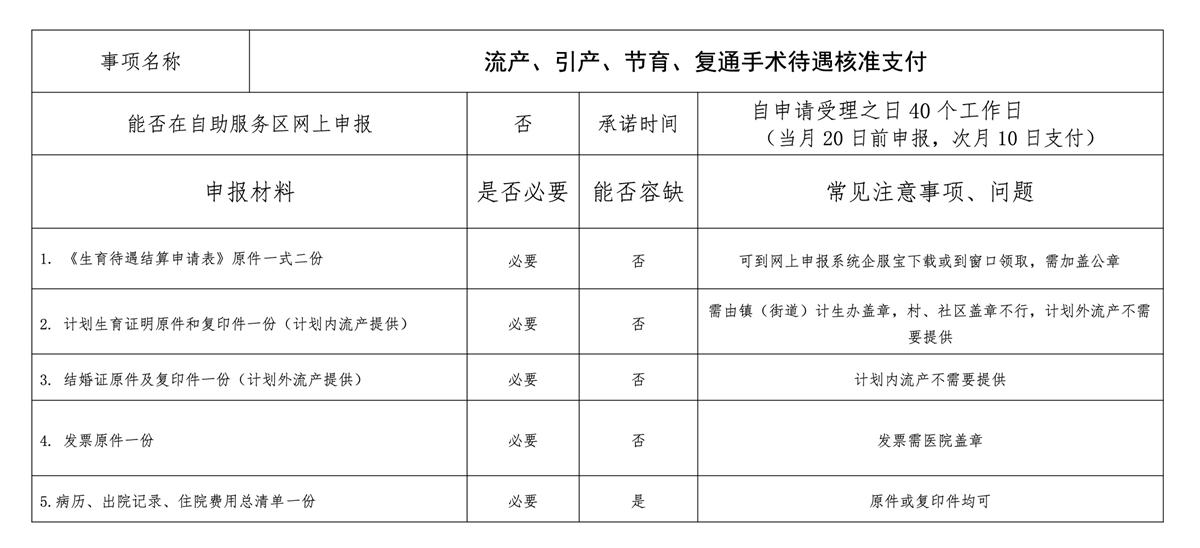 事项名称
流产、引产、节育、复通手术待遇核准支付
能否在自助服务区网上申报
否
承诺时间
自申请受理之日 40 个工作日
（当月 20 日前申报，次月 10 日支付）
申报材料
是否必要
能否容缺
常见注意事项、问题
1. 《生育待遇结算申请表》原件一式二份
必要
否
可到网上申报系统企服宝下载或到窗口领取，需加盖公章
2. 计划生育证明原件和复印件一份（计划内流产提供）
必要
否
需由镇（街道）计生办盖章，村、社区盖章不行，计划外流产不需
要提供
3. 结婚证原件及复印件一份（计划外流产提供）
必要
否
计划内流产不需要提供
4. 发票原件一份
必要
否
发票需医院盖章
5.病历、出院记录、住院费用总清单一份
必要
是
原件或复印件均可